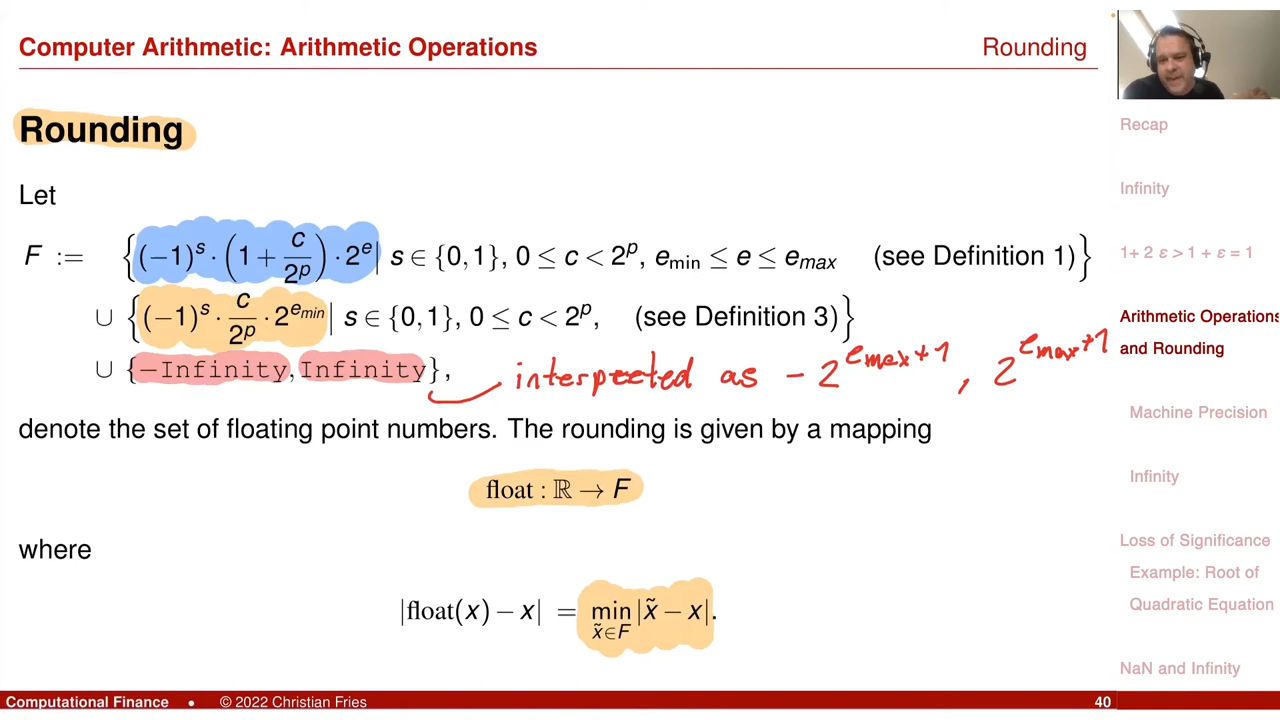 Computer Arithmetic: Arithmetic Operations
Rounding
Rounding
Let
F := { (−1)^s · (1 + c/2^p) · 2^e | s ∈ {0, 1}, 0 ≤ c < 2^p, e_min ≤ e ≤ e_max (see Definition 1) }
∪ { (−1)^s · c/2^p · 2^{e_min} | s ∈ {0, 1}, 0 ≤ c < 2^p, (see Definition 3) }
∪ {−Infinity, Infinity}, interpreted as − 2^{e_max+1} , 2^{e_max+1}
denote the set of floating point numbers. The rounding is given by a mapping
float : ℝ → F
where
|float(x) − x| = min_{x̃∈F} |x̃ − x|.
Recap
Infinity
1+ 2 ε > 1 + ε = 1
Arithmetic Operations
and Rounding
Machine Precision
Infinity
Loss of Significance
Example: Root of
Quadratic Equation
NaN and Infinity
Computational Finance • © 2022 Christian Fries 40